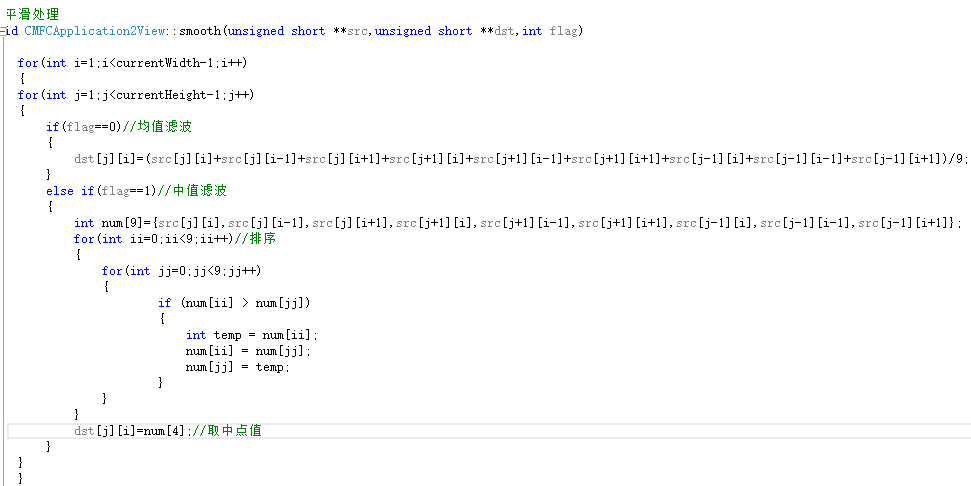 平滑处理
id CMFCApplication2View::smooth(unsigned short **src,unsigned short **dst,int flag)
for(int i=1;i<currentWidth-1;i++)
{
for(int j=1;j<currentHeight-1;j++)
{
if(flag==0)//均值滤波
{
dst[j][i]=(src[j][i]+src[j][i-1]+src[j][i+1]+src[j+1][i]+src[j+1][i-1]+src[j+1][i+1]+src[j-1][i]+src[j-1][i-1]+src[j-1][i+1])/9;
}
else if(flag==1)//中值滤波
{
int num[9]={src[j][i],src[j][i-1],src[j][i+1],src[j+1][i],src[j+1][i-1],src[j+1][i+1],src[j-1][i],src[j-1][i-1],src[j-1][i+1]};
for(int ii=0;ii<9;ii++)//排序
{
for(int jj=0;jj<9;jj++)
{
if (num[ii] > num[jj])
{
int temp = num[ii];
num[ii] = num[jj];
num[jj] = temp;
}
}
}
dst[j][i]=num[4];//取中点值
}
}
}